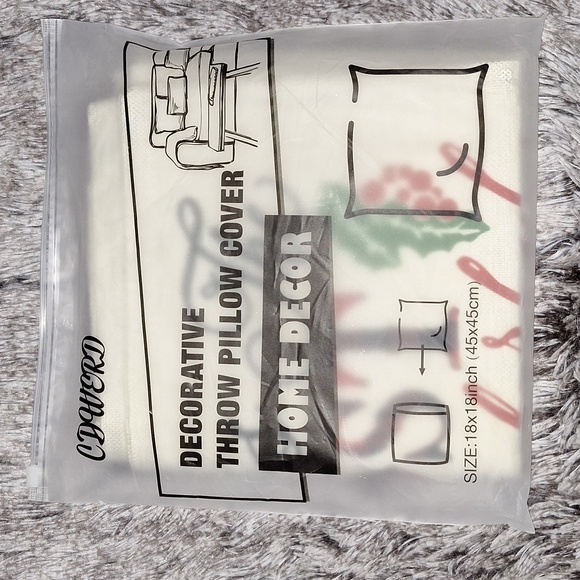 CDWERD
DECORATIVE
THROW PILLOW COVER
HOME DECOR
SIZE:18x18inch (45x45cm)